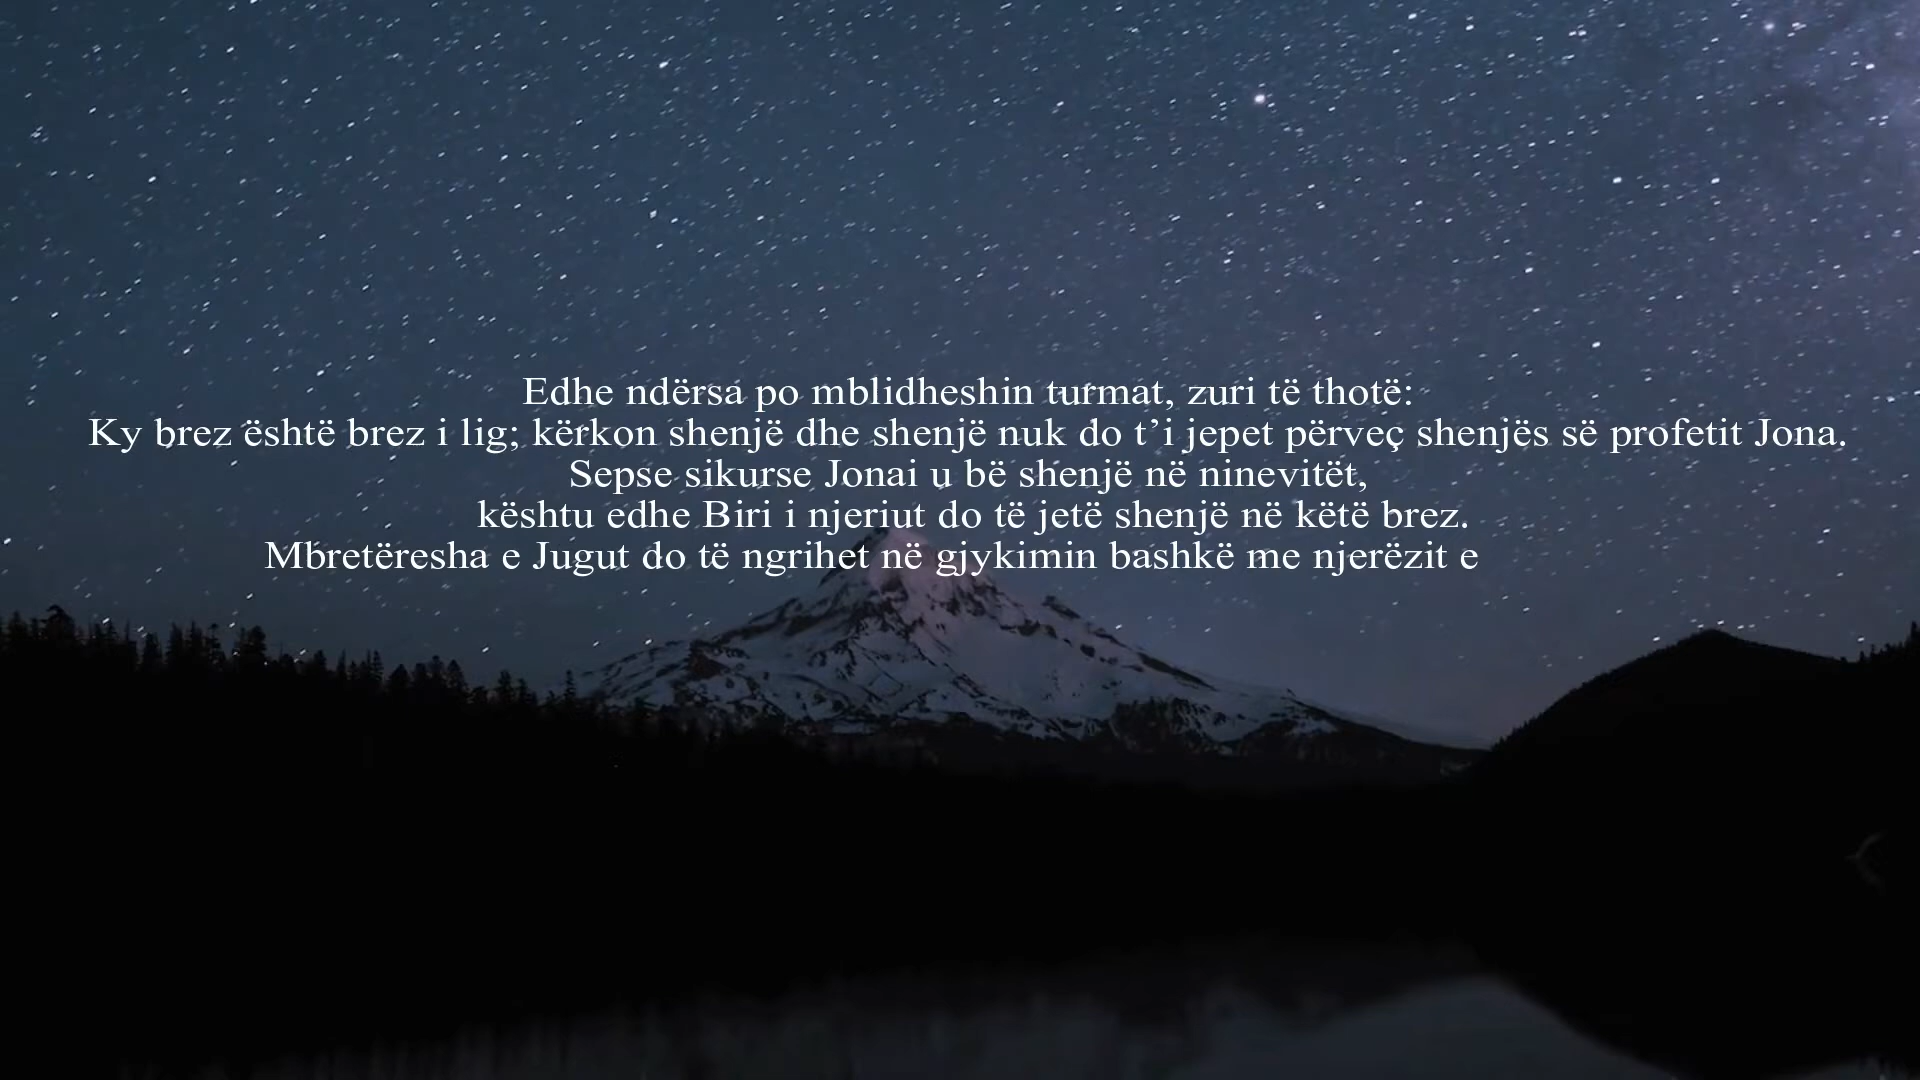 Edhe ndërsa po mblidheshin turmat, zuri të thotë:
Ky brez është brez i lig; kërkon shenjë dhe shenjë nuk do t’i jepet përveç shenjës së profetit Jona.
Sepse sikurse Jonai u bë shenjë në ninevitët,
kështu edhe Biri i njeriut do të jetë shenjë në këtë brez.
Mbretëresha e Jugut do të ngrihet në gjykimin bashkë me njerëzit e